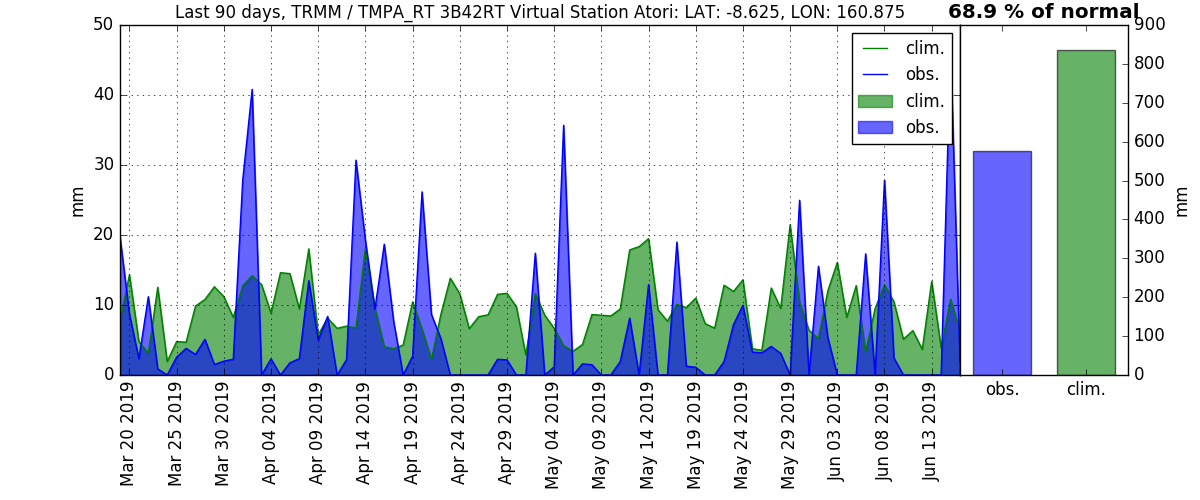 Last 90 days, TRMM / TMPA_RT 3B42RT Virtual Station Atori: LAT: -8.625, LON: 160.875
68.9 % of normal
50
40
30
20
10
0
mm
clim.
obs.
clim.
obs.
900
800
700
600
500
400
300
200
100
0
mm
Mar 20 2019
Mar 25 2019
Mar 30 2019
Apr 04 2019
Apr 09 2019
Apr 14 2019
Apr 19 2019
Apr 24 2019
Apr 29 2019
May 04 2019
May 09 2019
May 14 2019
May 19 2019
May 24 2019
May 29 2019
Jun 03 2019
Jun 08 2019
Jun 13 2019
obs.
clim.